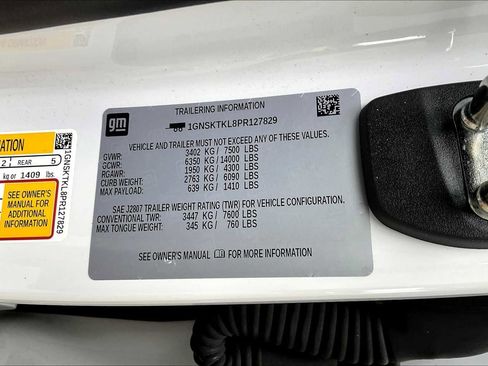 TRAILERING INFORMATION
gm
1GNSKTKL8PR127829
VEHICLE AND TRAILER MUST NOT EXCEED ANY OF THESE VALUES.
GVWR: 3402 KG / 7500 LBS
GCWR: 6350 KG / 14000 LBS
RGAWR: 1950 KG / 4300 LBS
CURB WEIGHT: 2763 KG / 6090 LBS
MAX PAYLOAD: 639 KG / 1410 LBS
SAE J2807 TRAILER WEIGHT RATING (TWR) FOR VEHICLE CONFIGURATION.
CONVENTIONAL TWR: 3447 KG / 7600 LBS
MAX TONGUE WEIGHT: 345 KG / 760 LBS
SEE OWNER'S MANUAL FOR MORE INFORMATION
2 REAR 5
kg or 1409 lbs.
SEE OWNER'S
MANUAL FOR
ADDITIONAL
INFORMATION
1GNSKTKL8PR127829